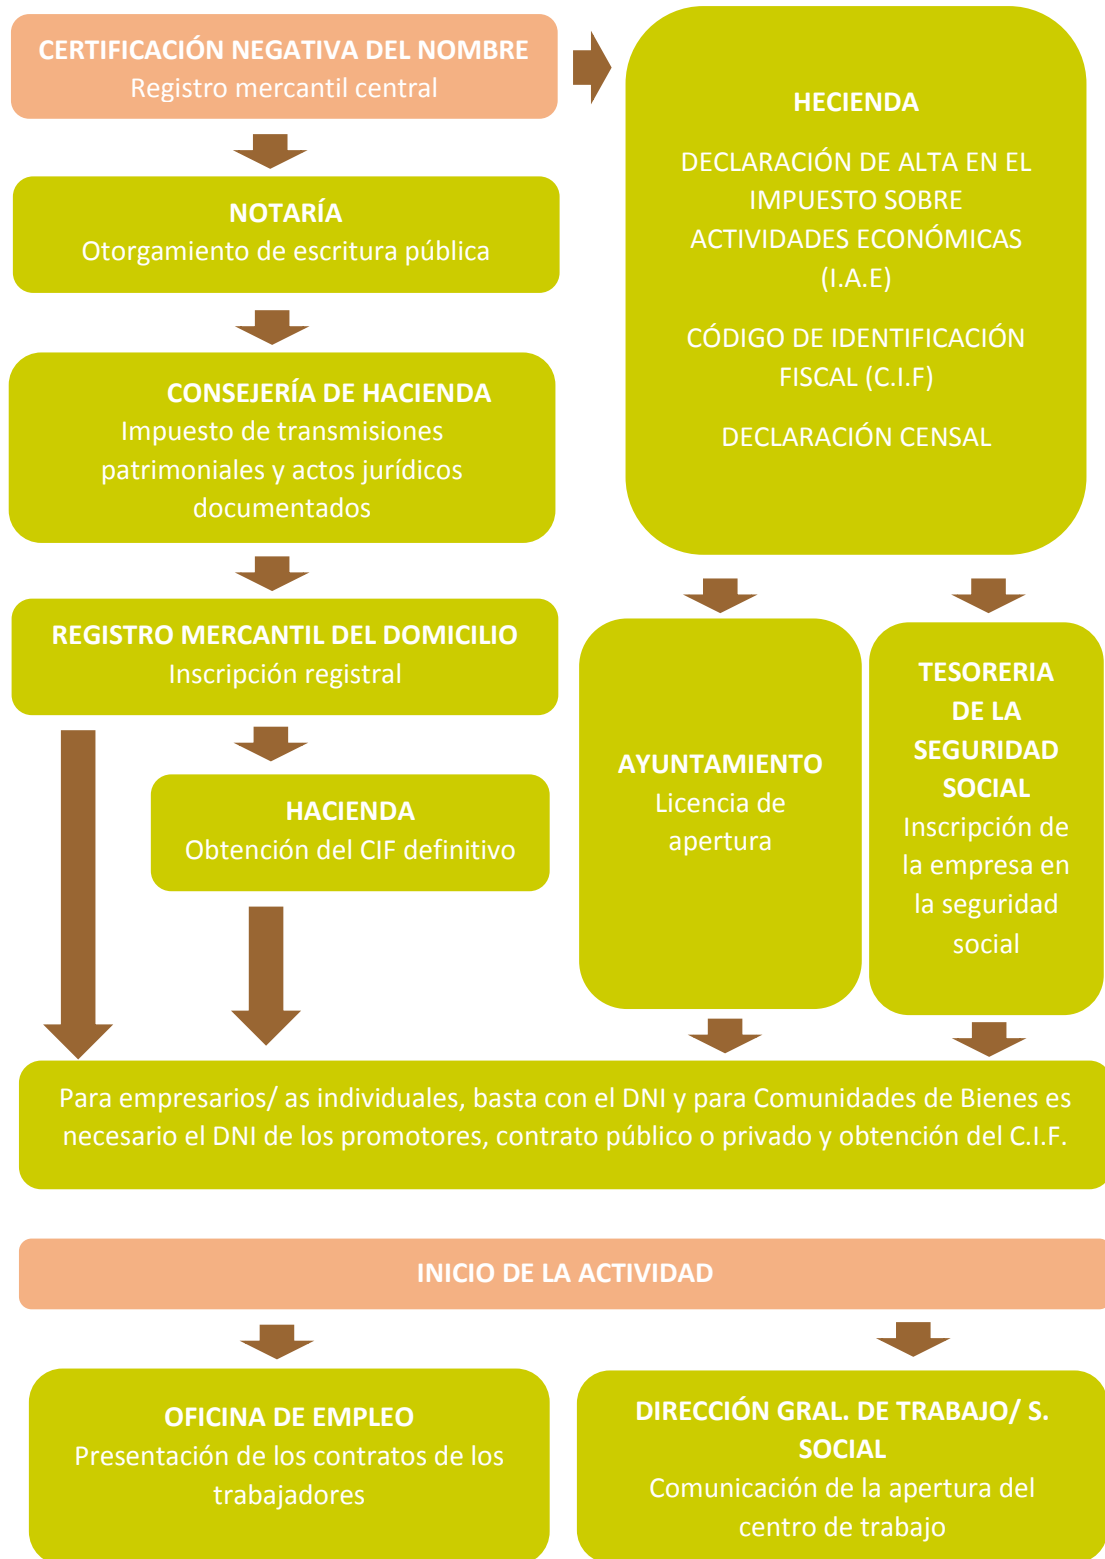 CERTIFICACIÓN NEGATIVA DEL NOMBRE
Registro mercantil central
NOTARÍA
Otorgamiento de escritura pública
CONSEJERÍA DE HACIENDA
Impuesto de transmisiones
patrimoniales y actos jurídicos
documentados
REGISTRO MERCANTIL DEL DOMICILIO
Inscripción registral
HACIENDA
Obtención del CIF definitivo
HECIENDA
DECLARACIÓN DE ALTA EN EL
IMPUESTO SOBRE
ACTIVIDADES ECONÓMICAS
(I.A.E)
CÓDIGO DE IDENTIFICACIÓN
FISCAL (C.I.F)
DECLARACIÓN CENSAL
AYUNTAMIENTO
Licencia de
apertura
TESORERIA
DE LA
SEGURIDAD
SOCIAL
Inscripción de
la empresa en
la seguridad
social
Para empresarios/ as individuales, basta con el DNI y para Comunidades de Bienes es
necesario el DNI de los promotores, contrato público o privado y obtención del C.I.F.
INICIO DE LA ACTIVIDAD
OFICINA DE EMPLEO
Presentación de los contratos de los
trabajadores
DIRECCIÓN GRAL. DE TRABAJO/ S.
SOCIAL
Comunicación de la apertura del
centro de trabajo